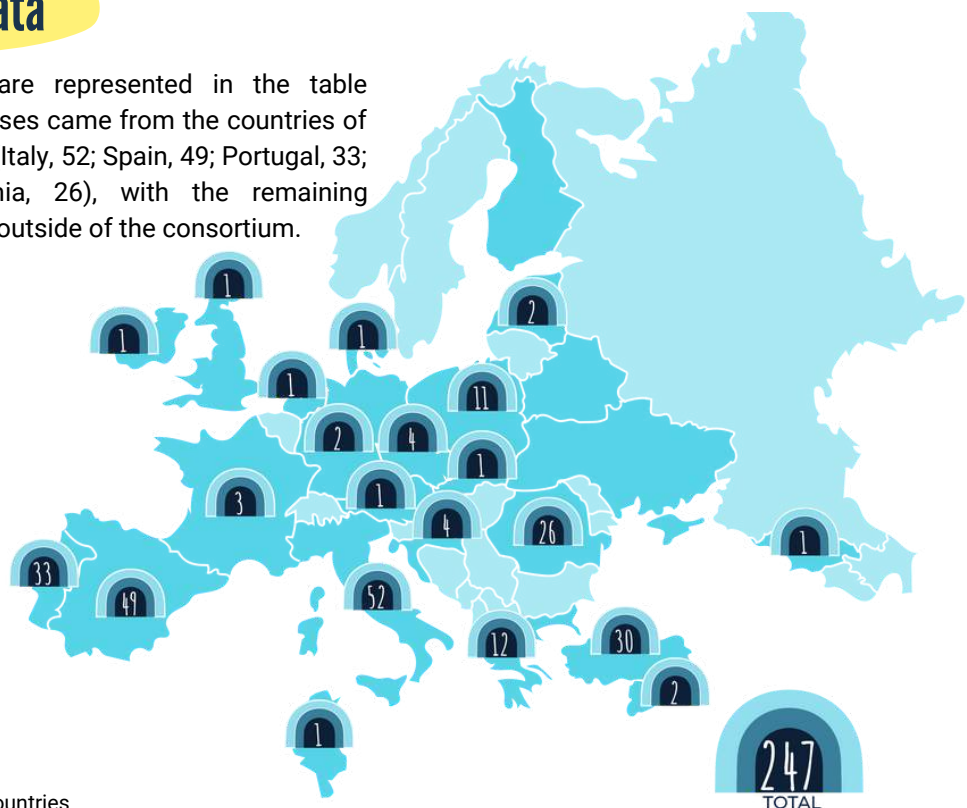 ata
are represented in the table
ses came from the countries of
Italy, 52; Spain, 49; Portugal, 33;
nia, 26), with the remaining
outside of the consortium.
1
1
1
2
1
11
2
4
1
3
1
4
26
1
33
49
52
12
30
2
1
247
TOTAL
ountries